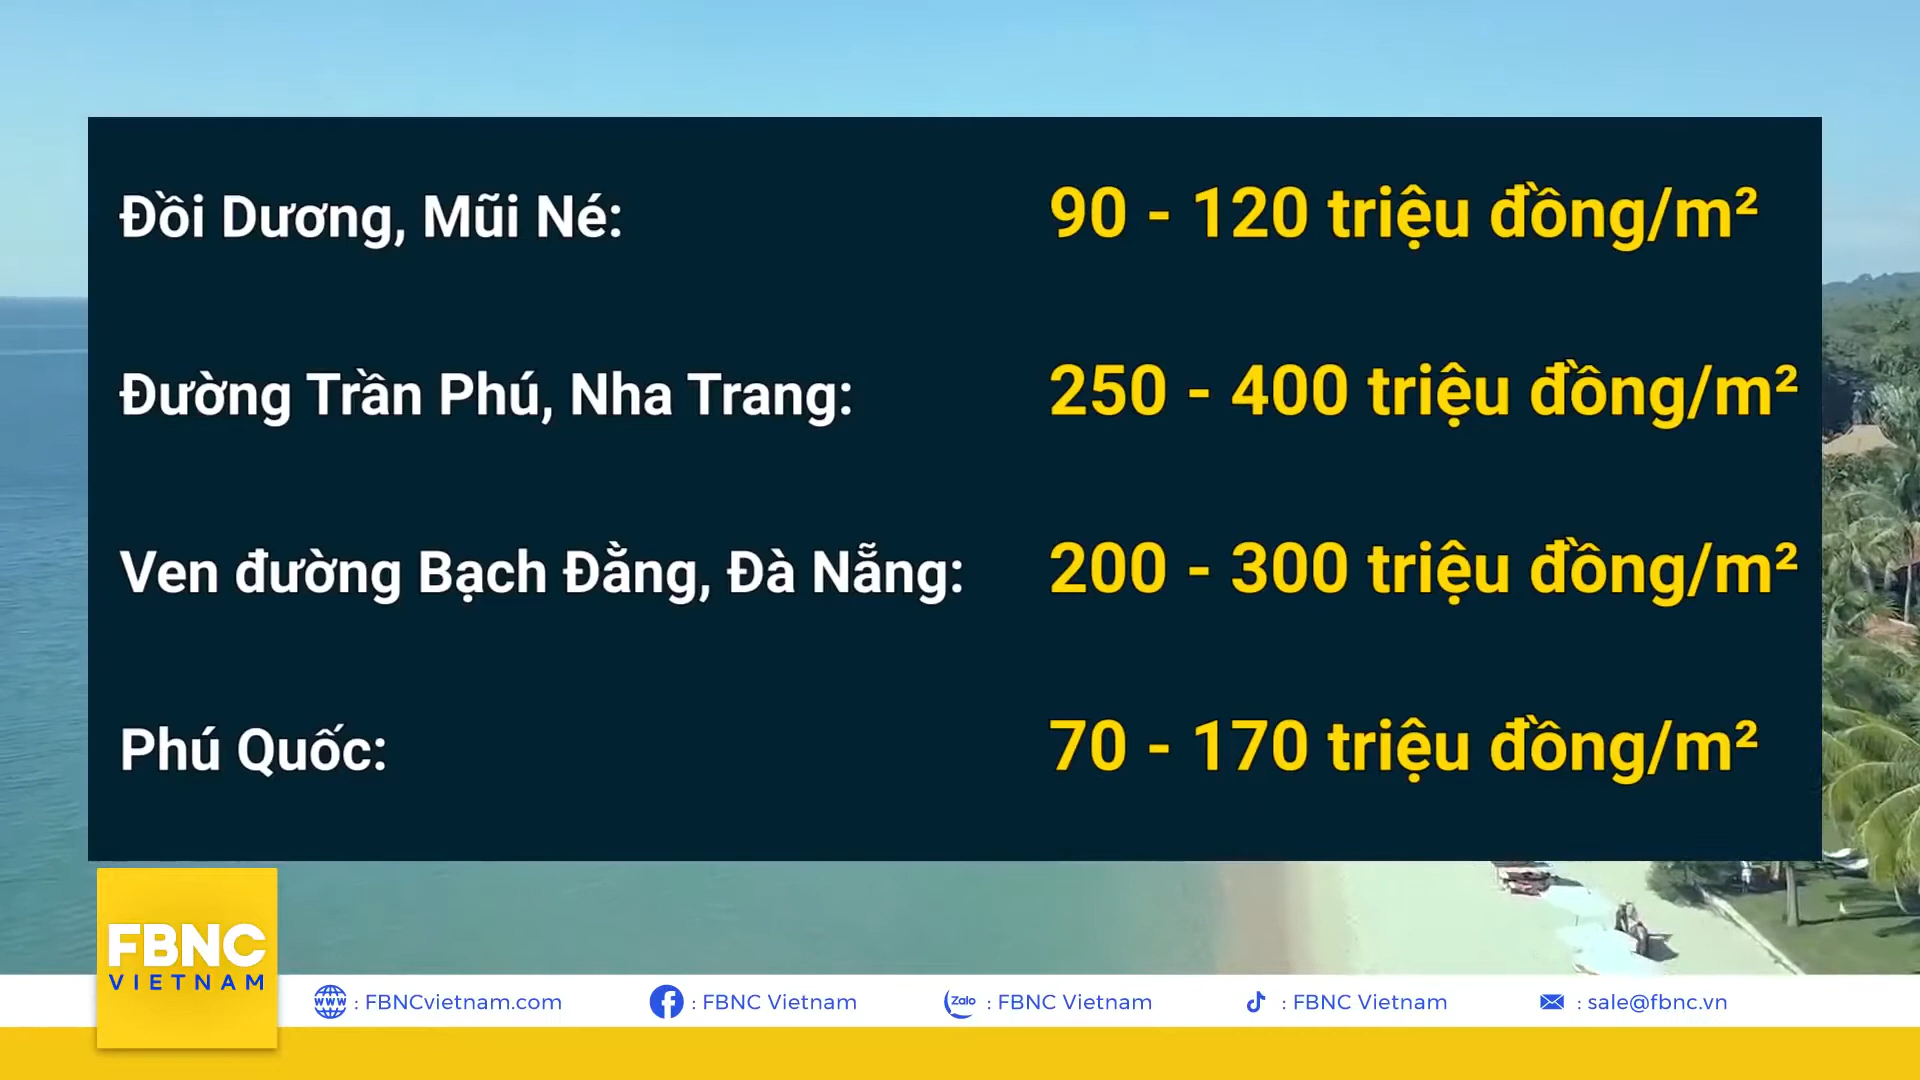 Đồi Dương, Mũi Né: 90 - 120 triệu đồng/m²
Đường Trần Phú, Nha Trang: 250 - 400 triệu đồng/m²
Ven đường Bạch Đằng, Đà Nẵng: 200 - 300 triệu đồng/m²
Phú Quốc: 70 - 170 triệu đồng/m²
FBNC
VIETNAM
WWW : FBNCvietnam.com : FBNC Vietnam Zalo : FBNC Vietnam : FBNC Vietnam : sale@fbnc.vn